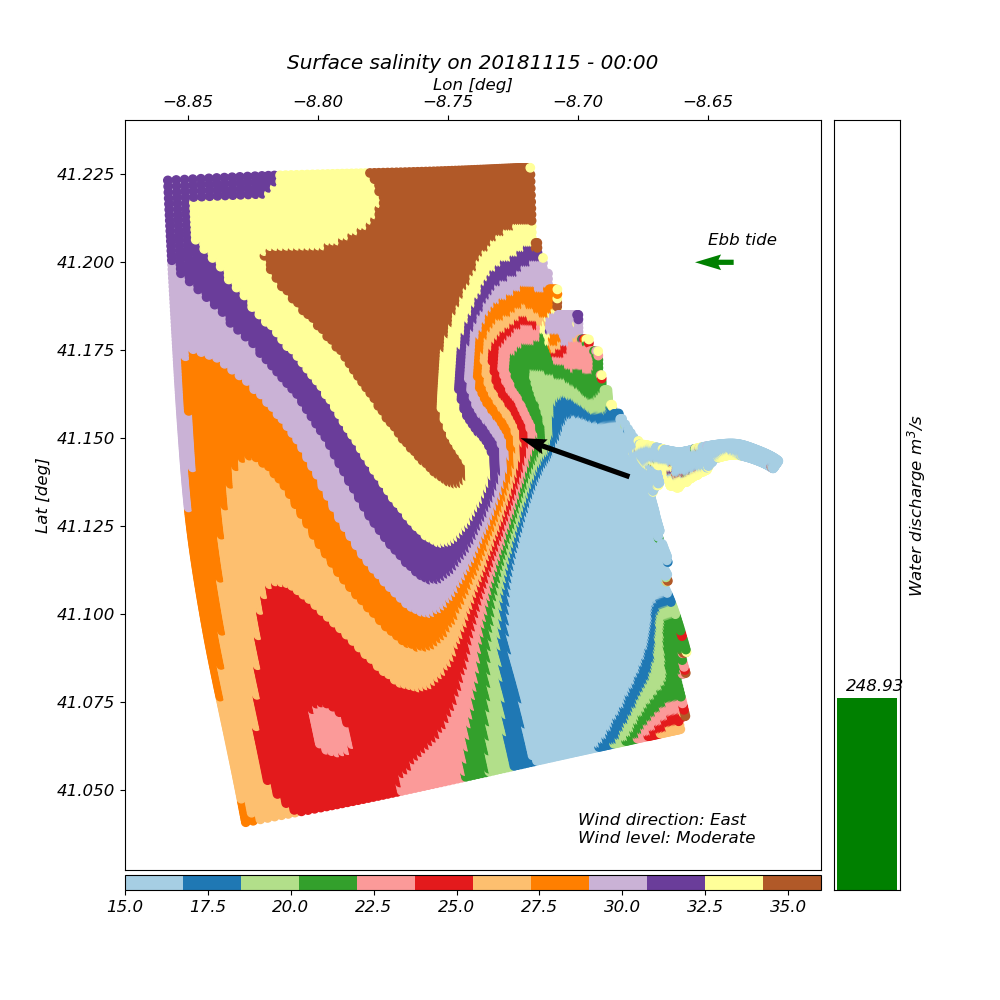 Surface salinity on 20181115 - 00:00
Lon [deg]
−8.85 −8.80 −8.75 −8.70 −8.65
41.225
41.200
41.175
41.150
41.125
41.100
41.075
41.050
Lat [deg]
Ebb tide
Wind direction: East
Wind level: Moderate
15.0 17.5 20.0 22.5 25.0 27.5 30.0 32.5 35.0
248.93
Water discharge m³/s